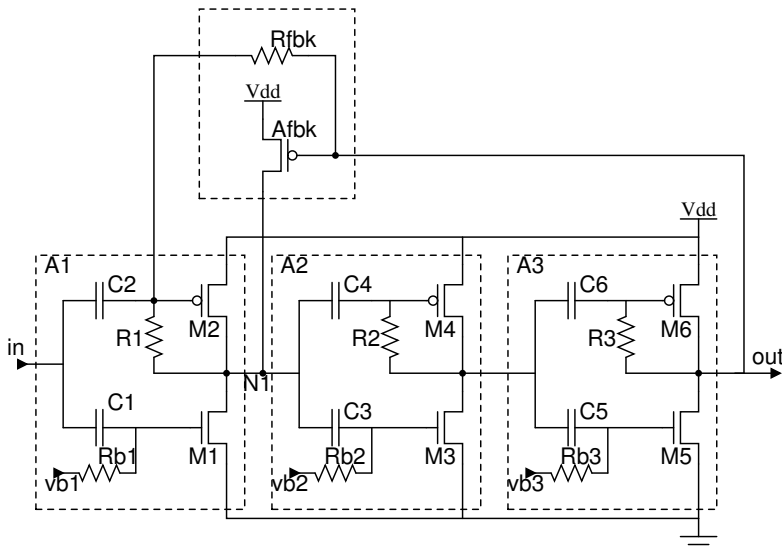 Rfbk
Vdd
Afbk
Vdd
A1
A2
A3
C2
C4
C6
R1
M2
R2
M4
R3
M6
in
out
N1
C1
C3
C5
Rb1
M1
Rb2
M3
Rb3
M5
vb1
vb2
vb3